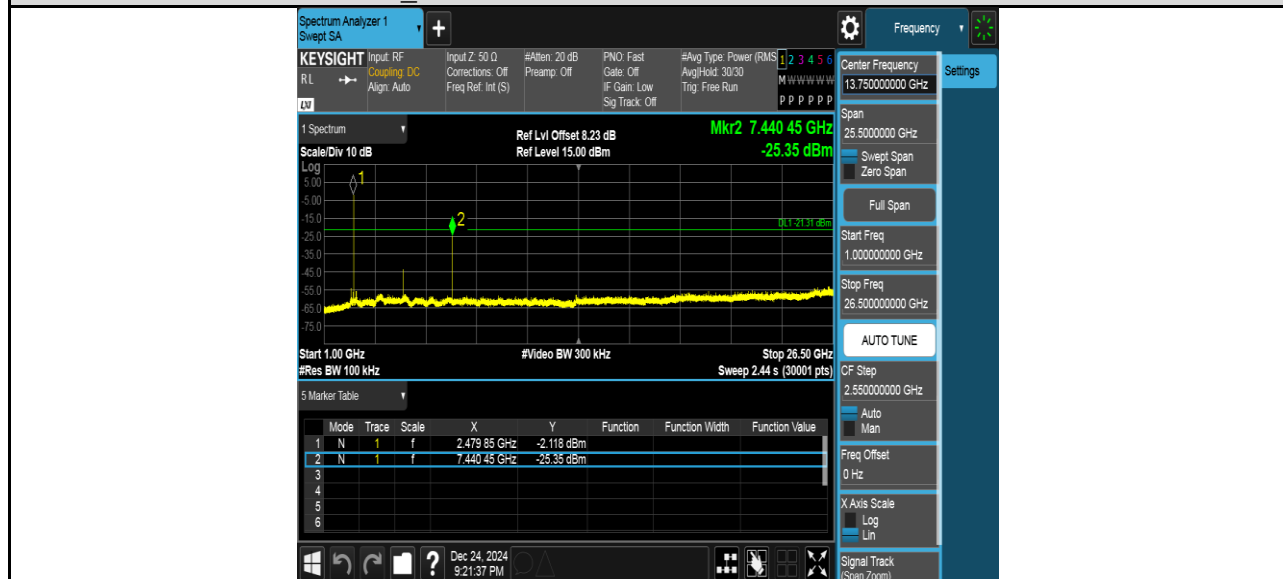 Spectrum Analyzer 1
Swept SA
+
Frequency
KEYSIGHT
RL
LXI
Input: RF
Coupling: DC
Align: Auto
Input Z: 50 Ω
Corrections: Off
Freq Ref: Int (S)
#Atten: 20 dB
Preamp: Off
PNO: Fast
Gate: Off
IF Gain: Low
Sig Track: Off
#Avg Type: Power (RMS
Avg|Hold: 30/30
Trig: Free Run
1 2 3 4 5 6
M W W W W W
P P P P P P
1 Spectrum
Scale/Div 10 dB
Ref Lvl Offset 8.23 dB
Ref Level 15.00 dBm
Mkr2 7.440 45 GHz
-25.35 dBm
Log
5.00
-5.00
-15.0
-25.0
-35.0
-45.0
-55.0
-65.0
-75.0
1
2
DL1 -21.31 dBm
Start 1.00 GHz
#Res BW 100 kHz
#Video BW 300 kHz
Stop 26.50 GHz
Sweep 2.44 s (30001 pts)
5 Marker Table
Mode Trace Scale X Y Function Function Width Function Value
1 N 1 f 2.479 85 GHz -2.118 dBm
2 N 1 f 7.440 45 GHz -25.35 dBm
3
4
5
6
?
Dec 24, 2024
9:21:37 PM
Center Frequency
13.750000000 GHz
Settings
Span
25.5000000 GHz
Swept Span
Zero Span
Full Span
Start Freq
1.000000000 GHz
Stop Freq
26.500000000 GHz
AUTO TUNE
CF Step
2.550000000 GHz
Auto
Man
Freq Offset
0 Hz
X Axis Scale
Log
Lin
Signal Track
(Span Zoom)